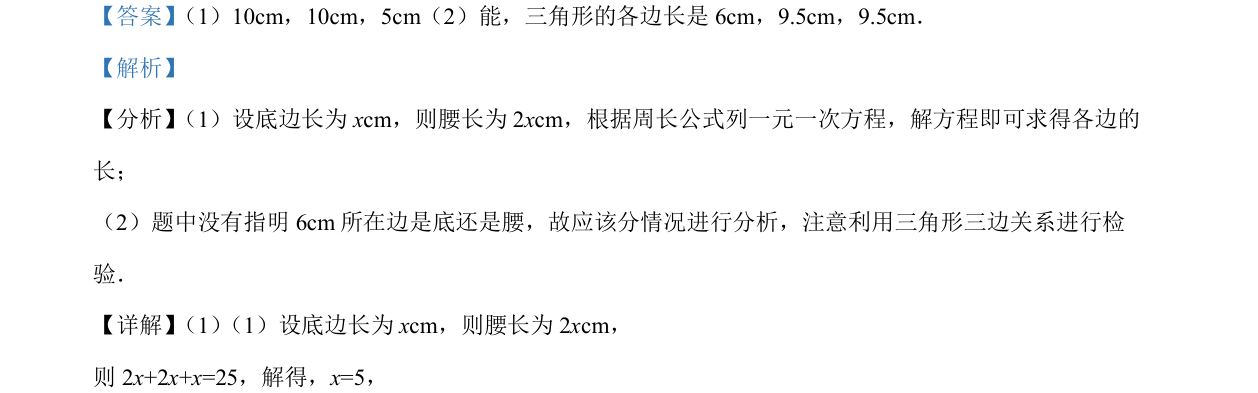 【答案】（1）10cm，10cm，5cm（2）能，三角形的各边长是 6cm，9.5cm，9.5cm．
【解析】
【分析】（1）设底边长为 xcm，则腰长为 2xcm，根据周长公式列一元一次方程，解方程即可求得各边的
长；
（2）题中没有指明 6cm 所在边是底还是腰，故应该分情况进行分析，注意利用三角形三边关系进行检
验．
【详解】（1）（1）设底边长为 xcm，则腰长为 2xcm，
则 2x+2x+x=25，解得，x=5，